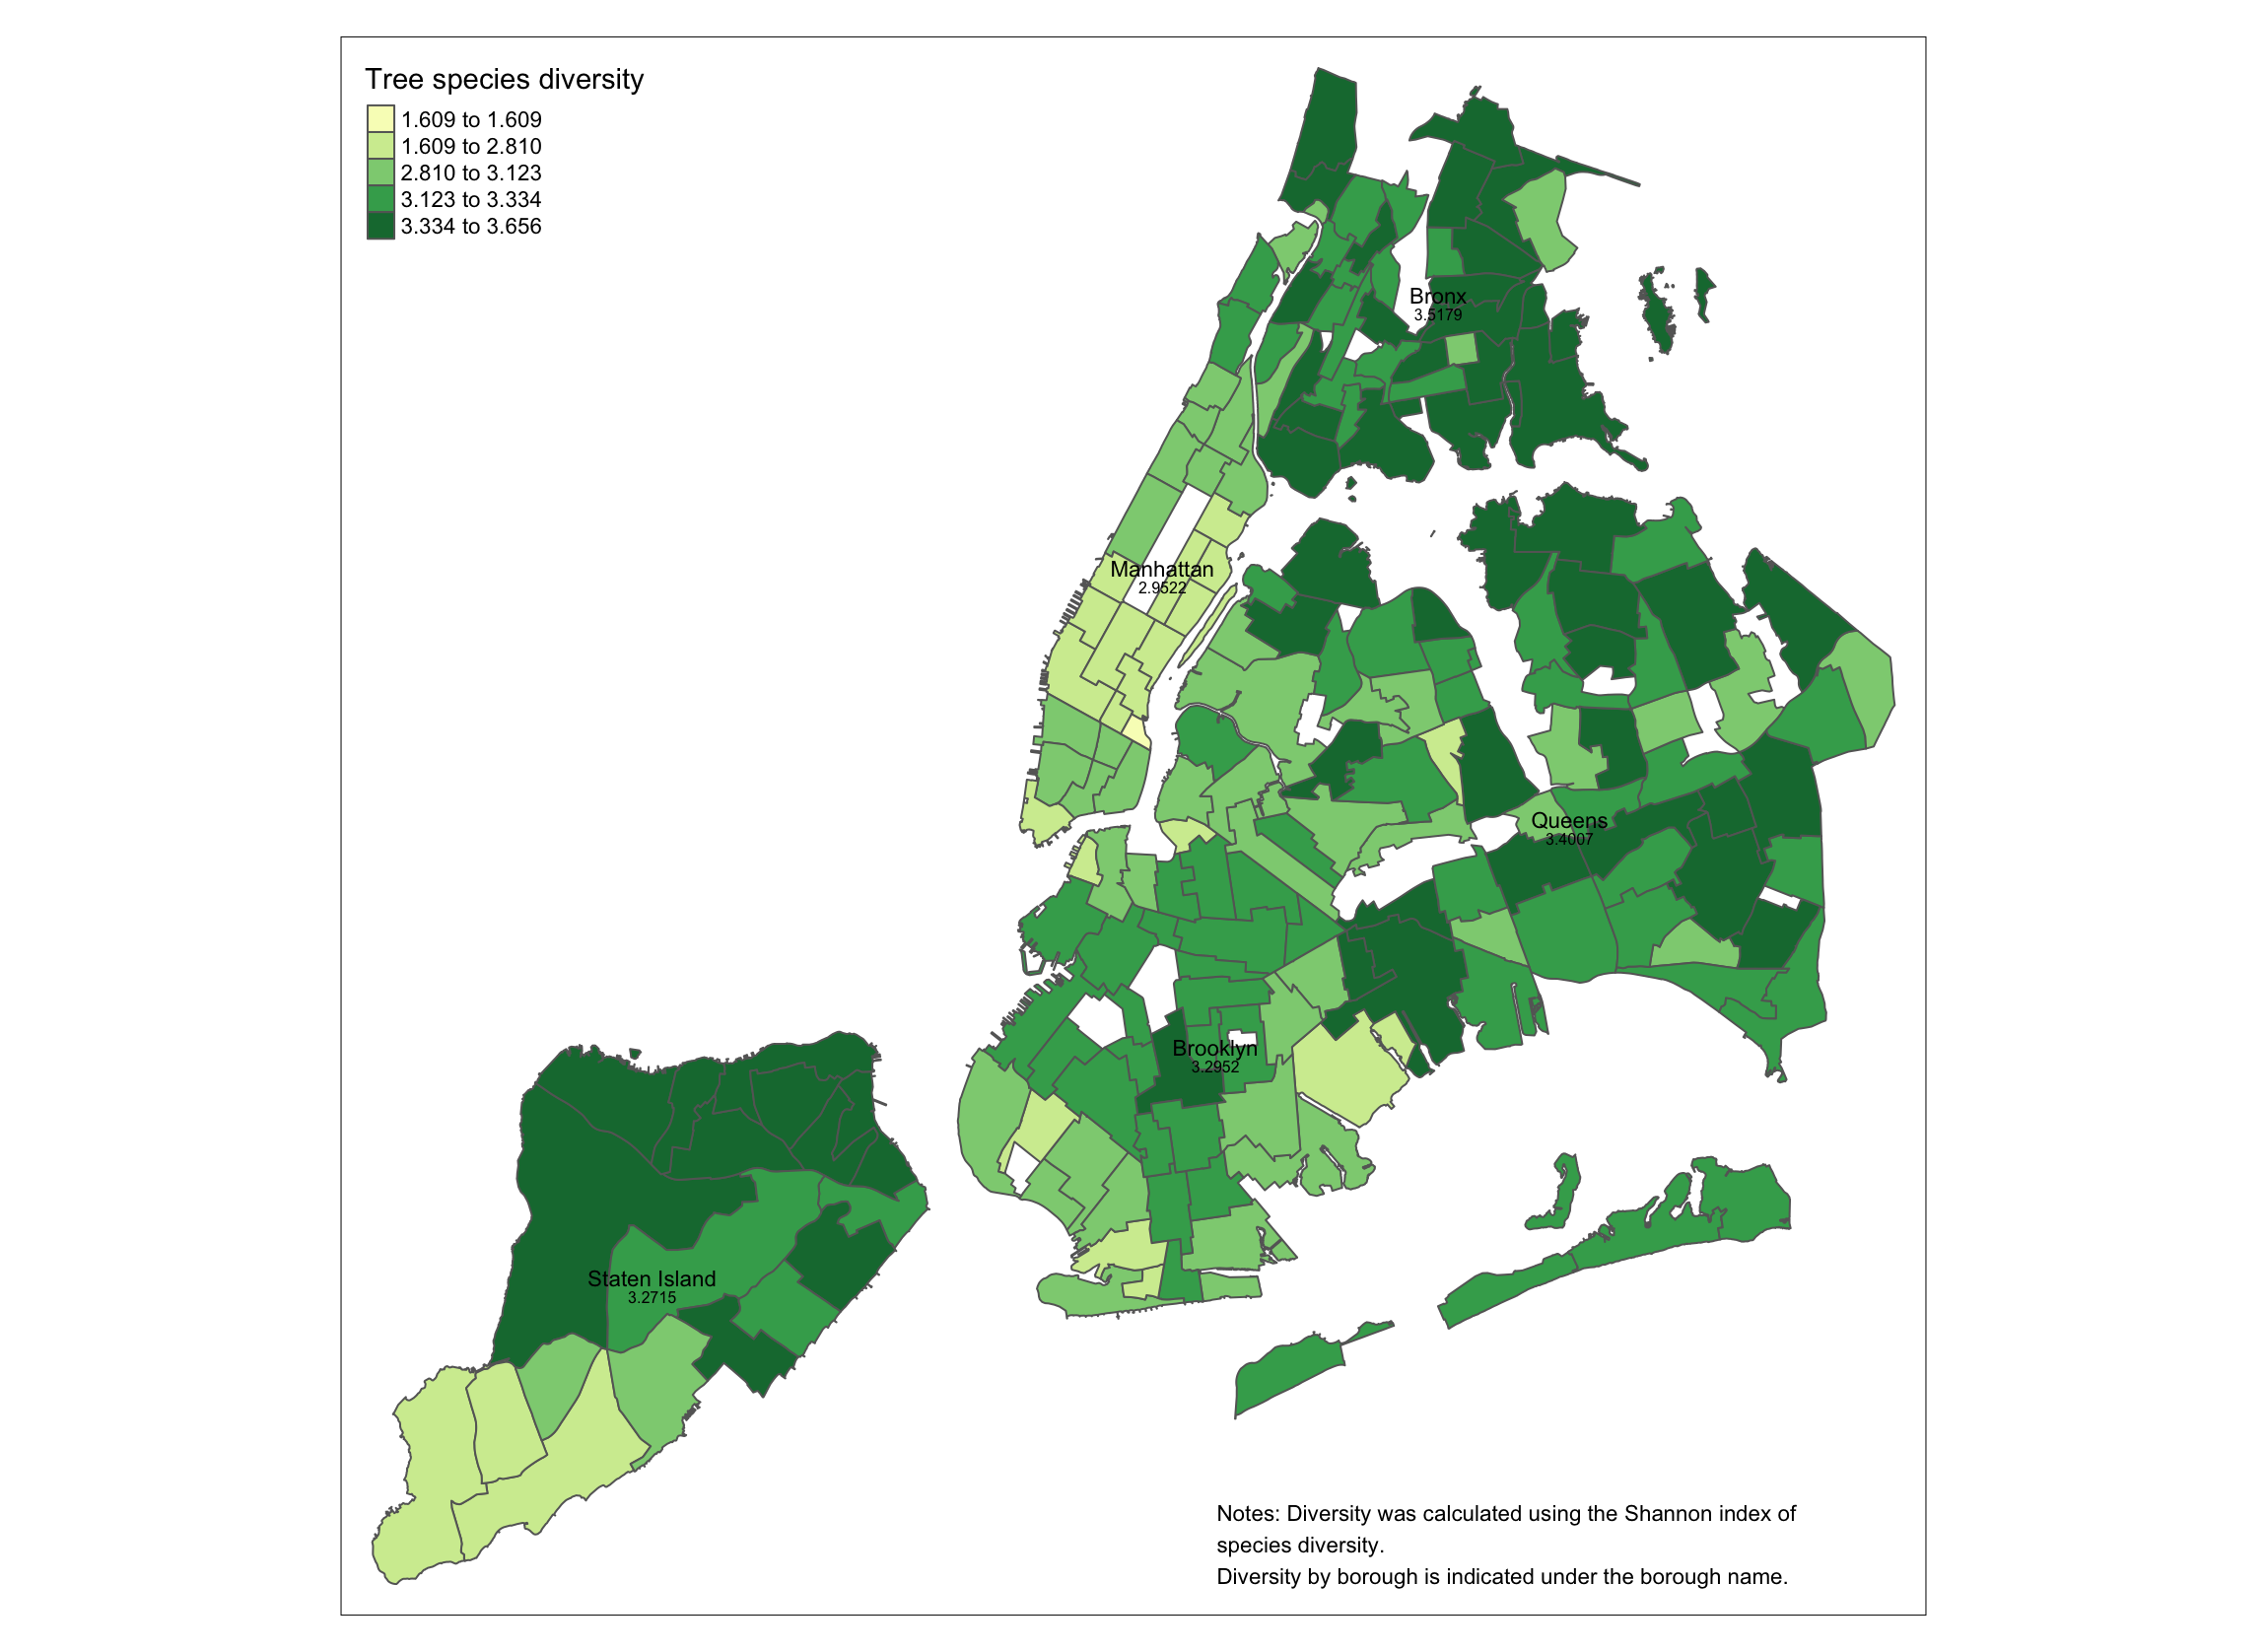 Tree species diversity
1.609 to 1.609
1.609 to 2.810
2.810 to 3.123
3.123 to 3.334
3.334 to 3.656
Bronx
3.5179
Manhattan
2.9522
Queens
3.4007
Brooklyn
3.2952
Staten Island
3.2715
Notes: Diversity was calculated using the Shannon index of
species diversity.
Diversity by borough is indicated under the borough name.